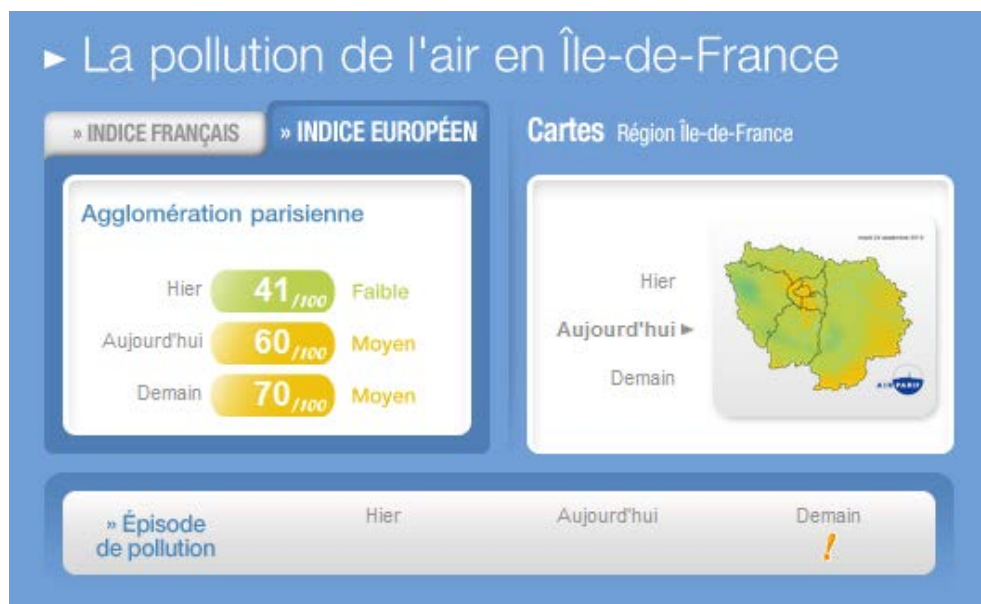 ► La pollution de l'air en Île-de-France
» INDICE FRANÇAIS
» INDICE EUROPÉEN
Cartes Région Île-de-France
Agglomération parisienne
Hier 41/100 Faible
Aujourd'hui 60/100 Moyen
Demain 70/100 Moyen
Hier
Aujourd'hui ►
Demain
AIRPARIF
» Épisode
de pollution
Hier
Aujourd'hui
Demain
!